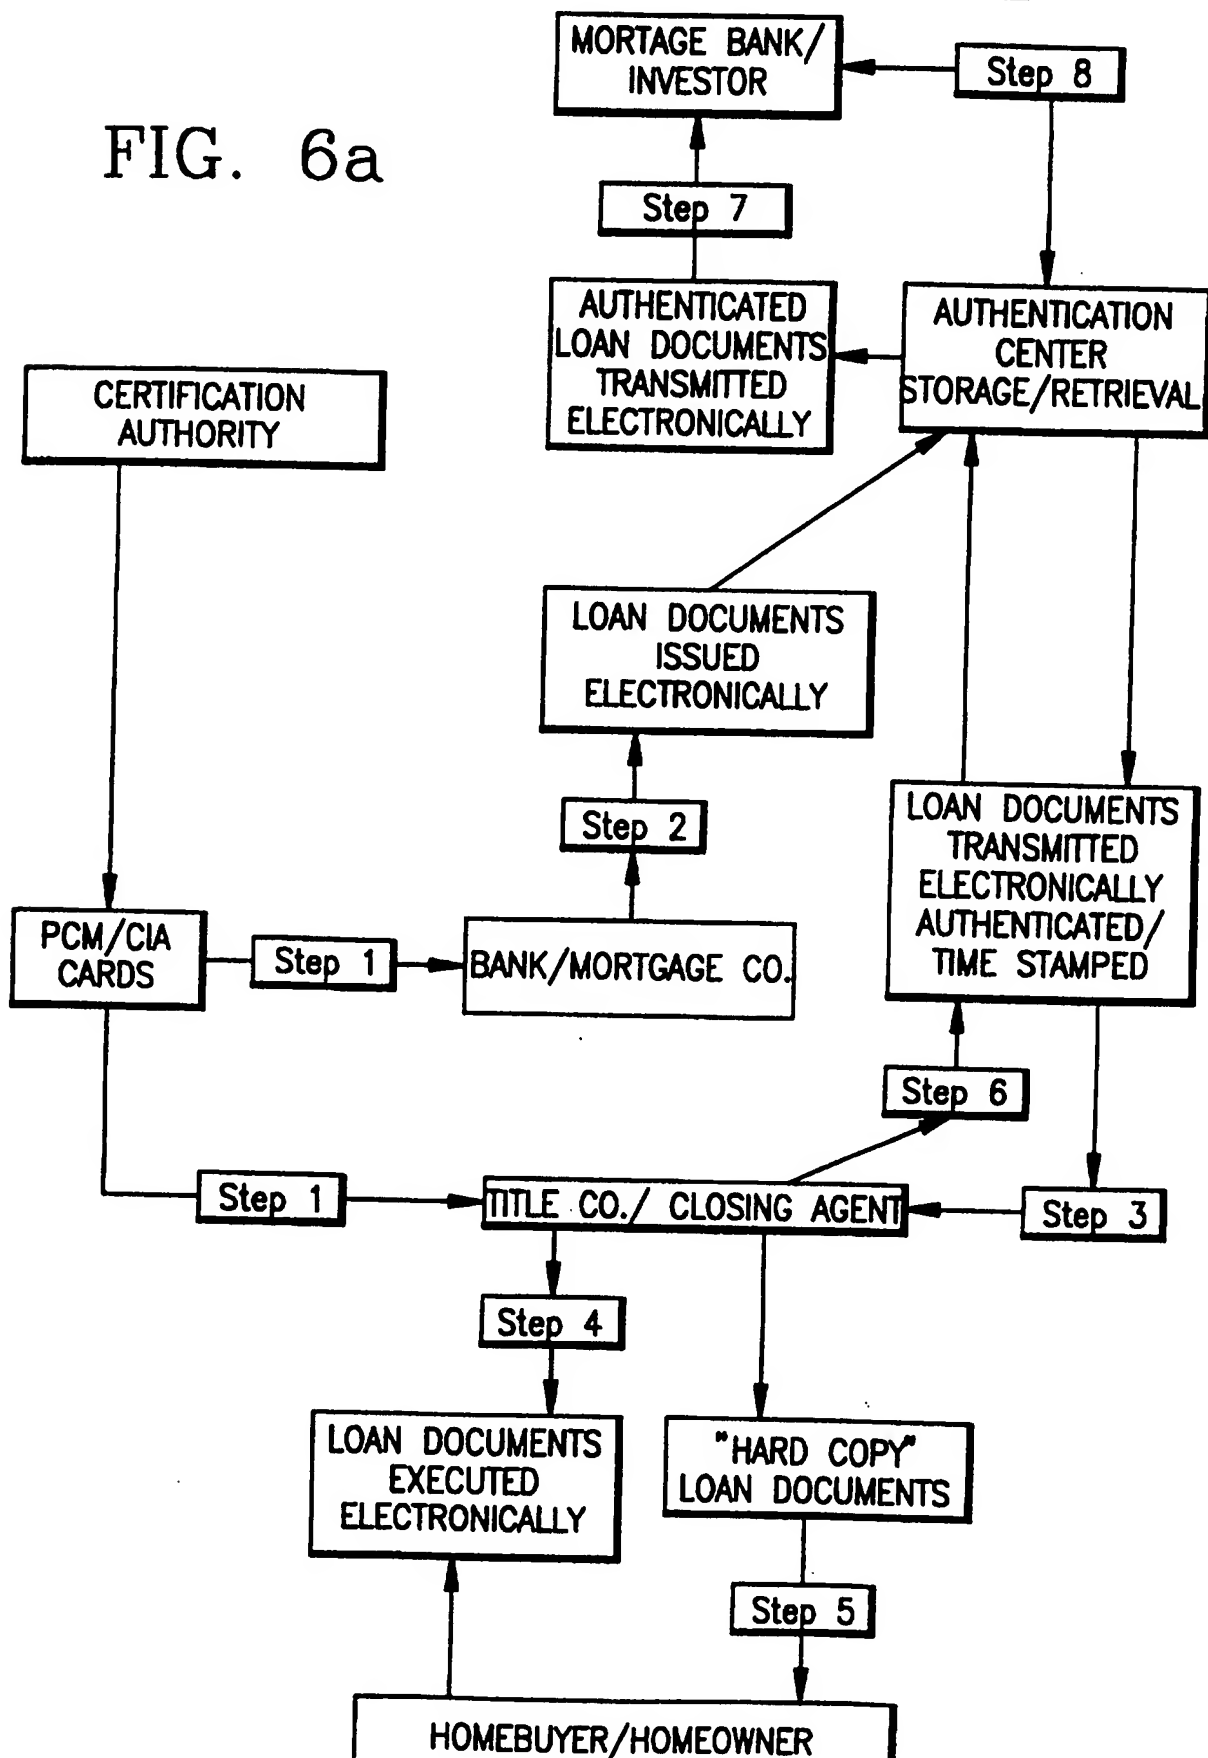 MORTAGE BANK/
INVESTOR
Step 8
FIG. 6a
Step 7
AUTHENTICATED
LOAN DOCUMENTS
TRANSMITTED
ELECTRONICALLY
AUTHENTICATION
CENTER
STORAGE/RETRIEVAL
CERTIFICATION
AUTHORITY
LOAN DOCUMENTS
ISSUED
ELECTRONICALLY
Step 2
LOAN DOCUMENTS
TRANSMITTED
ELECTRONICALLY
AUTHENTICATED/
TIME STAMPED
PCM/CIA
CARDS
Step 1
BANK/MORTGAGE CO.
Step 6
Step 1
TITLE CO./ CLOSING AGENT
Step 3
Step 4
LOAN DOCUMENTS
EXECUTED
ELECTRONICALLY
"HARD COPY"
LOAN DOCUMENTS
Step 5
HOMEBUYER/HOMEOWNER